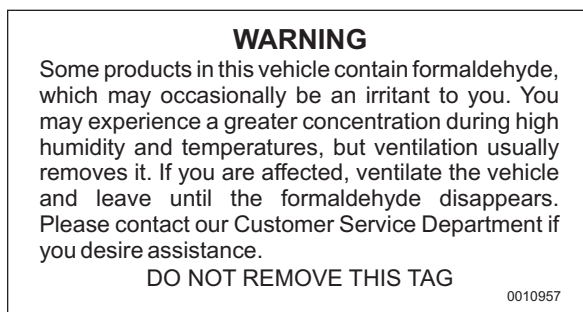 WARNING
Some products in this vehicle contain formaldehyde,
which may occasionally be an irritant to you. You
may experience a greater concentration during high
humidity and temperatures, but ventilation usually
removes it. If you are affected, ventilate the vehicle
and leave until the formaldehyde disappears.
Please contact our Customer Service Department if
you desire assistance.
DO NOT REMOVE THIS TAG
0010957